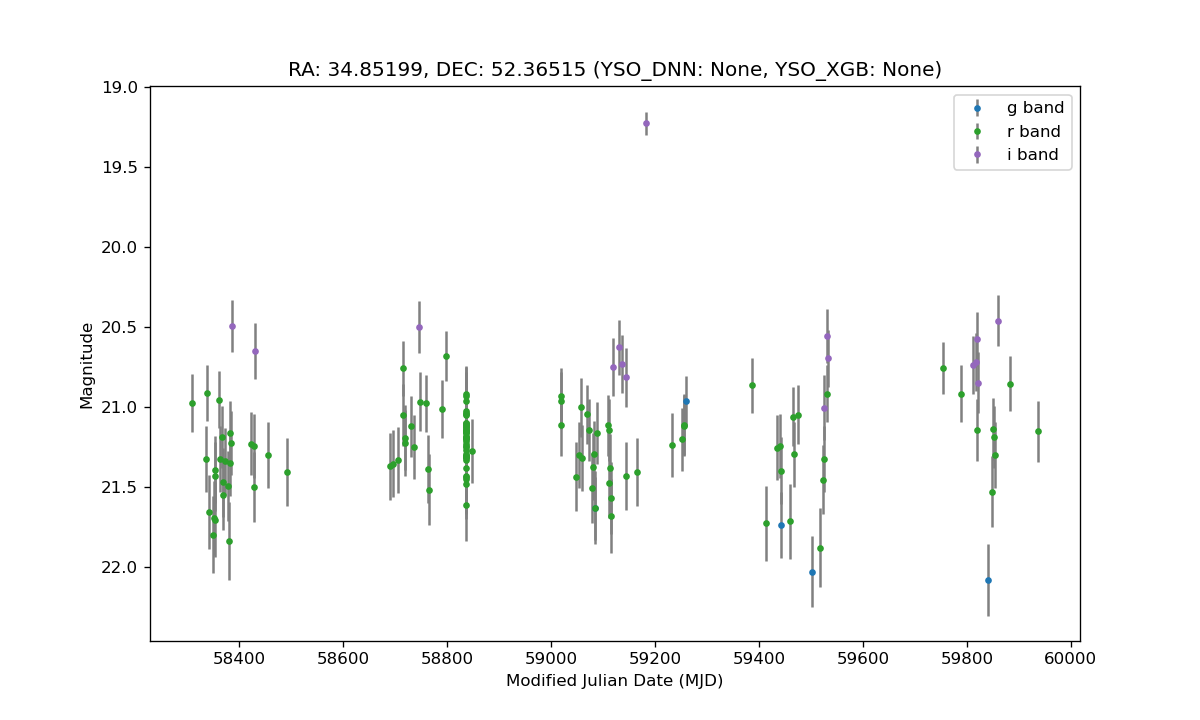 RA: 34.85199, DEC: 52.36515 (YSO_DNN: None, YSO_XGB: None)
g band
r band
i band
19.0
19.5
20.0
20.5
21.0
21.5
22.0
Magnitude
58400 58600 58800 59000 59200 59400 59600 59800 60000
Modified Julian Date (MJD)